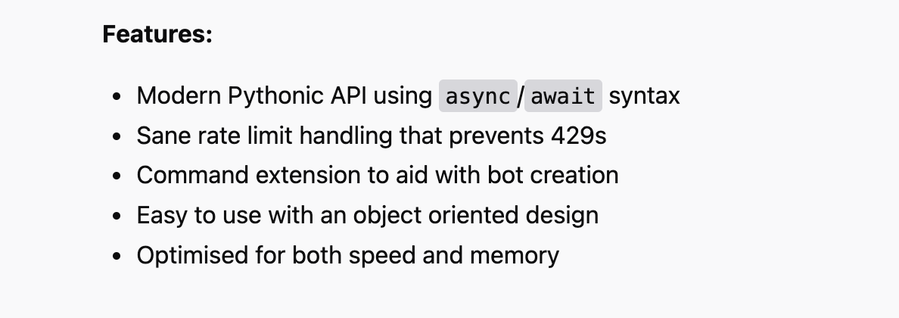 Features:
• Modern Pythonic API using async/await syntax
• Sane rate limit handling that prevents 429s
• Command extension to aid with bot creation
• Easy to use with an object oriented design
• Optimised for both speed and memory